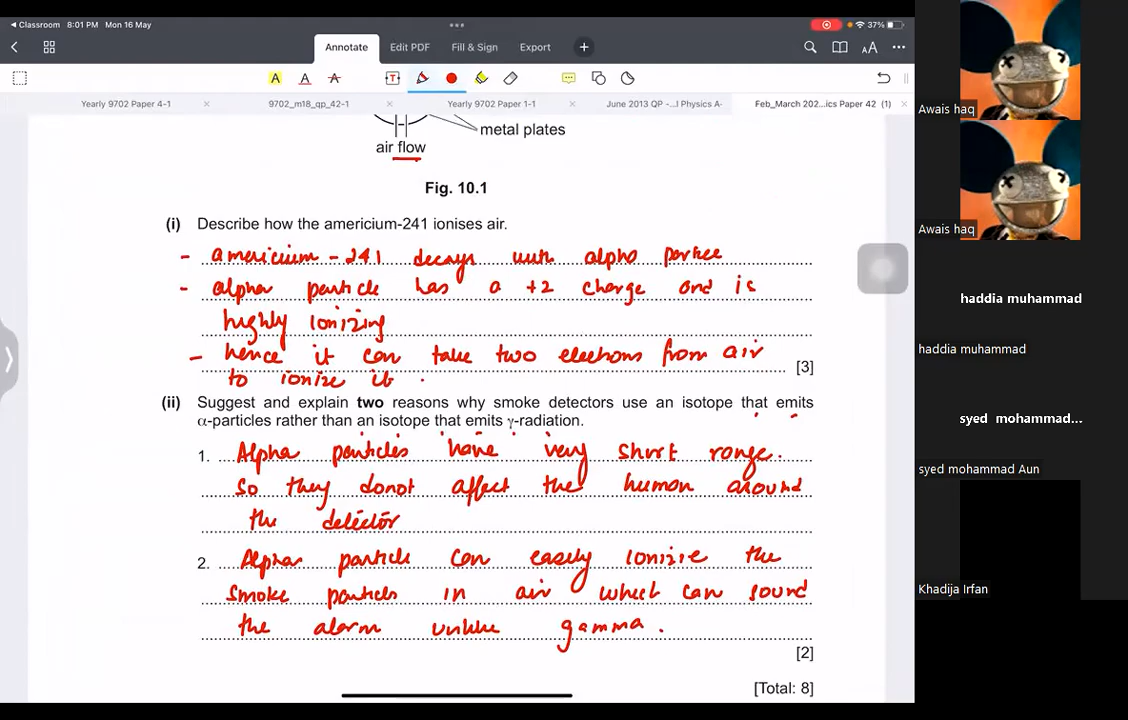 Classroom 8:01 PM Mon 16 May
37%
Annotate Edit PDF Fill & Sign Export
Yearly 9702 Paper 4-1 9702_m18_qp_42-1 Yearly 9702 Paper 1-1 June 2013 QP -...l Physics A- Feb_March 202...ics Paper 42 (1)
metal plates
air flow
Fig. 10.1
(i) Describe how the americium-241 ionises air.
- americium - 241 decays with alpha
- alpha particle has a +2 charge and is
highly ionizing
- hence it can take two electrons from air
[3]
to ionize it .
(ii) Suggest and explain two reasons why smoke detectors use an isotope that emits
α-particles rather than an isotope that emits γ-radiation.
1. Alpha particles have very short range.
So they donot affect the human around
the detector
2. Alpha particle can easily ionize the
smoke particles in air can sound
the alarm unlike gamma .
[2]
[Total: 8]
Awais haq
Awais haq
haddia muhammad
haddia muhammad
syed mohammad...
syed mohammad Aun
Khadija Irfan